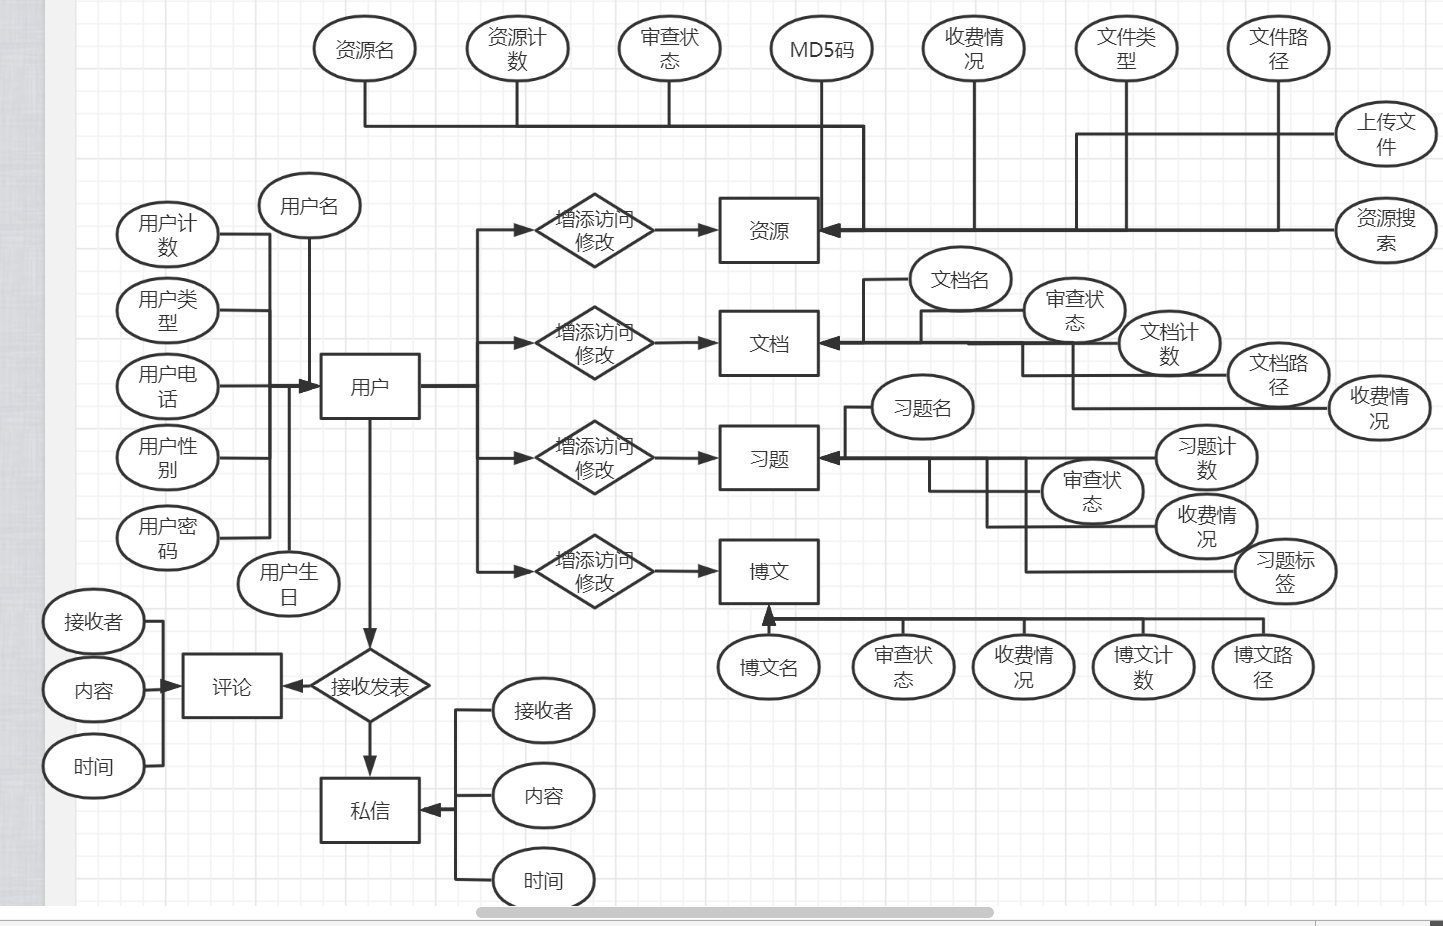 资源名
资源计
数
审查状
态
MD5码
收费情
况
文件类
型
文件路
径
上传文
件
用户名
用户计
数
增添访问
修改
资源
资源搜
索
用户类
型
文档名
审查状
态
增添访问
修改
文档
文档计
数
用户电
话
用户
文档路
径
习题名
收费情
况
用户性
别
增添访问
修改
习题
习题计
数
审查状
态
用户密
码
收费情
况
用户生
日
增添访问
修改
博文
习题标
签
接收者
内容
时间
评论
接收发表
博文名
审查状
态
收费情
况
博文计
数
博文路
径
接收者
内容
时间
私信